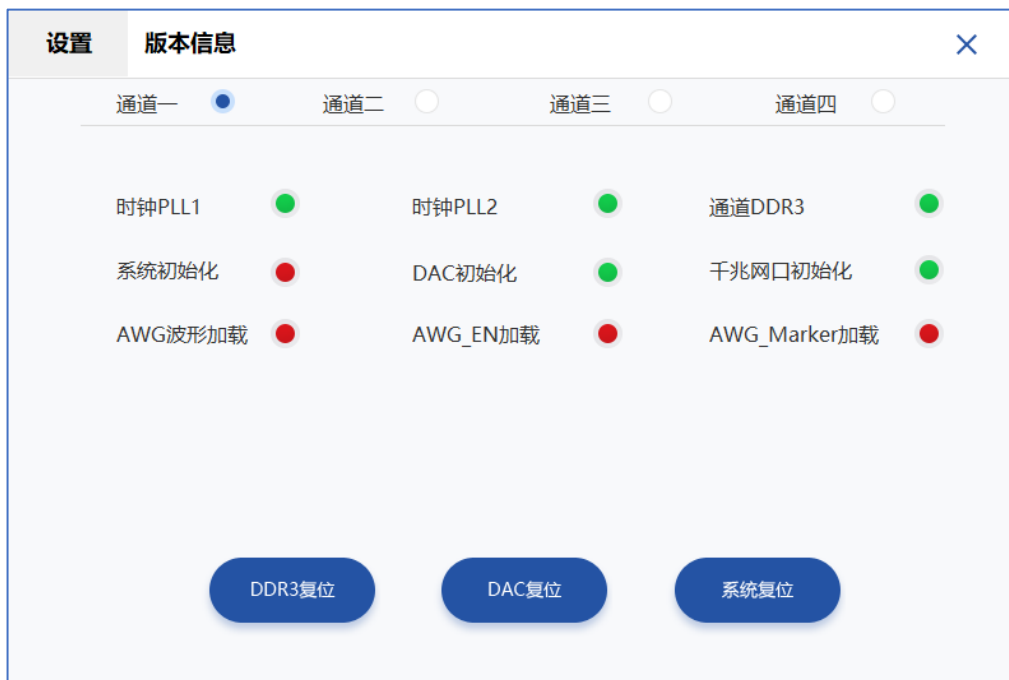 设置 版本信息
通道一 通道二 通道三 通道四
时钟PLL1 时钟PLL2 通道DDR3
系统初始化 DAC初始化 千兆网口初始化
AWG波形加载 AWG_EN加载 AWG_Marker加载
DDR3复位 DAC复位 系统复位